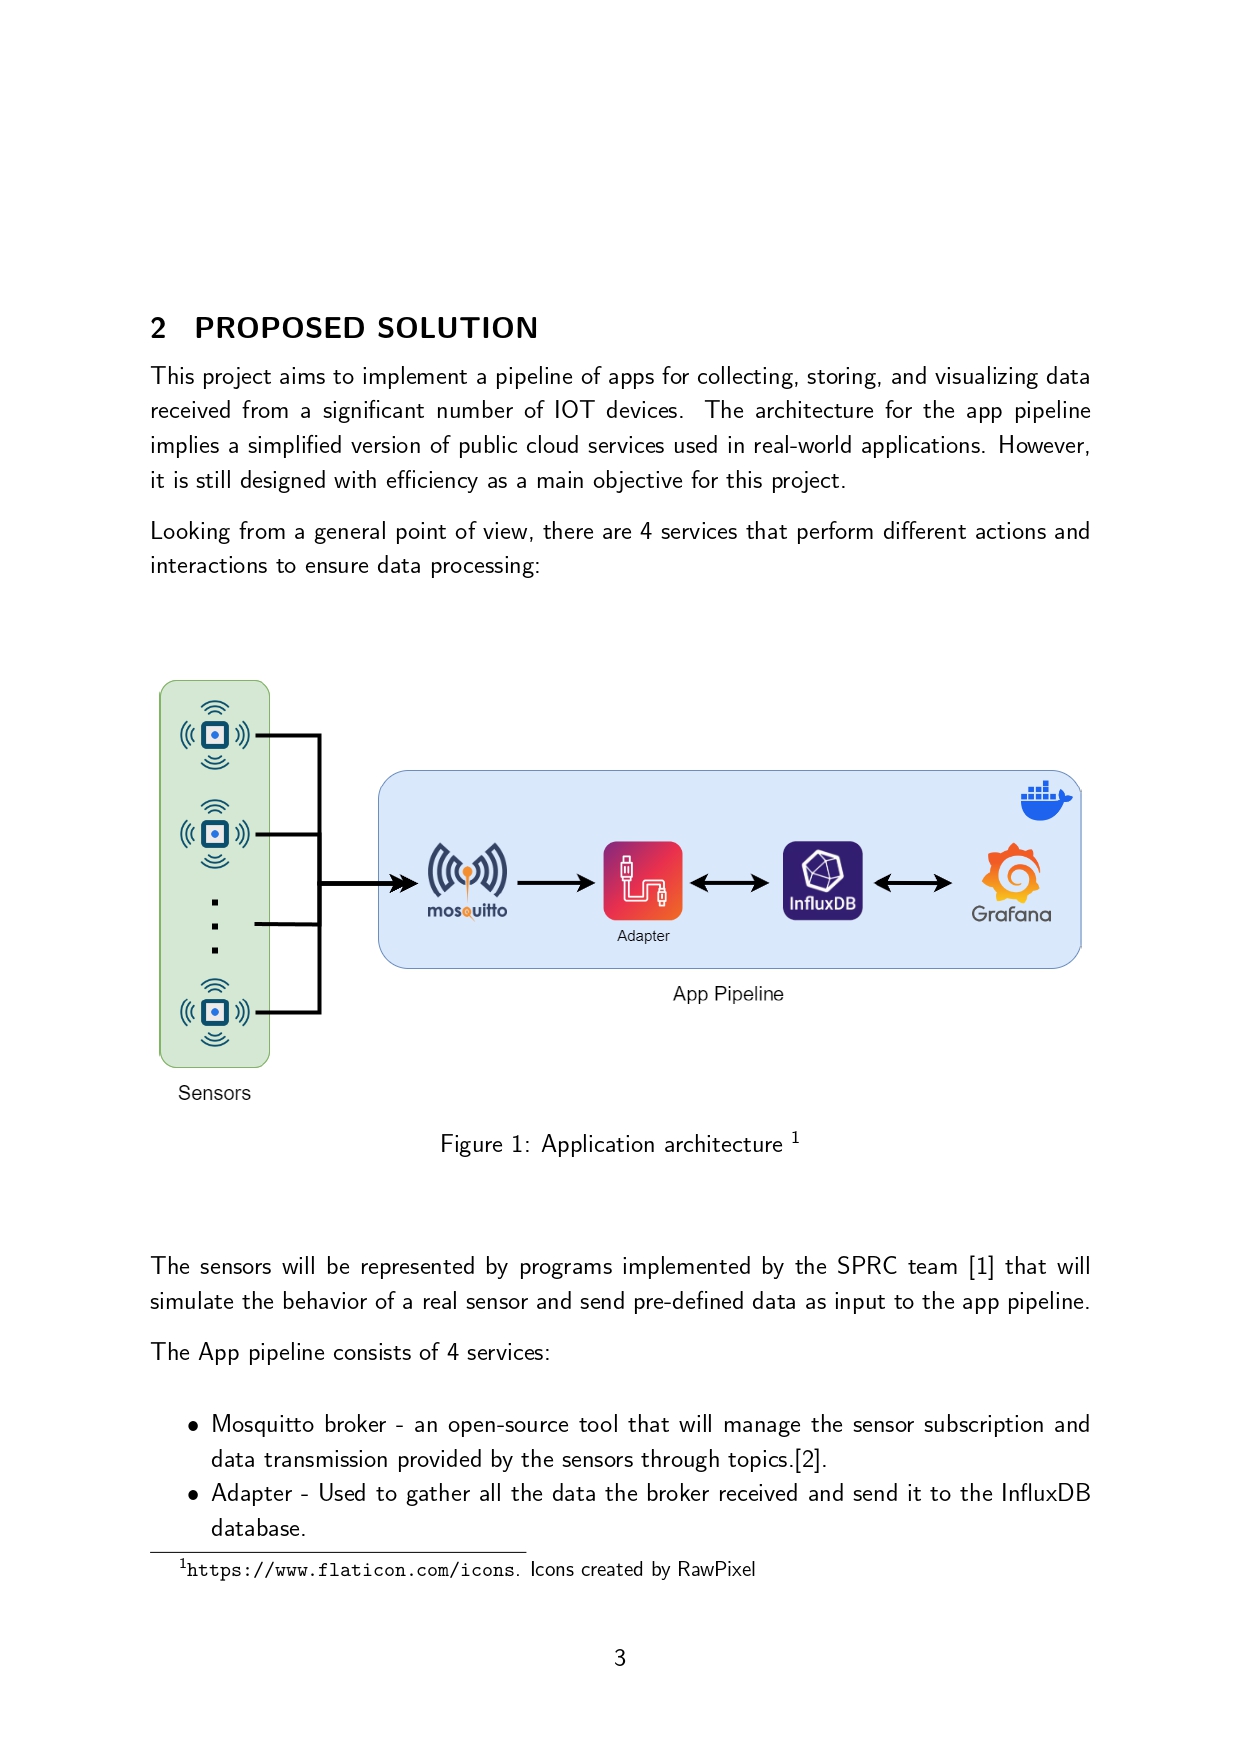 2 PROPOSED SOLUTION
This project aims to implement a pipeline of apps for collecting, storing, and visualizing data
received from a significant number of IOT devices. The architecture for the app pipeline
implies a simplified version of public cloud services used in real-world applications. However,
it is still designed with efficiency as a main objective for this project.
Looking from a general point of view, there are 4 services that perform different actions and
interactions to ensure data processing:
mosquitto
Adapter
InfluxDB
Grafana
App Pipeline
Sensors
Figure 1: Application architecture 1
The sensors will be represented by programs implemented by the SPRC team [1] that will
simulate the behavior of a real sensor and send pre-defined data as input to the app pipeline.
The App pipeline consists of 4 services:
• Mosquitto broker - an open-source tool that will manage the sensor subscription and
data transmission provided by the sensors through topics.[2].
• Adapter - Used to gather all the data the broker received and send it to the InfluxDB
database.
1https://www.flaticon.com/icons. Icons created by RawPixel
3